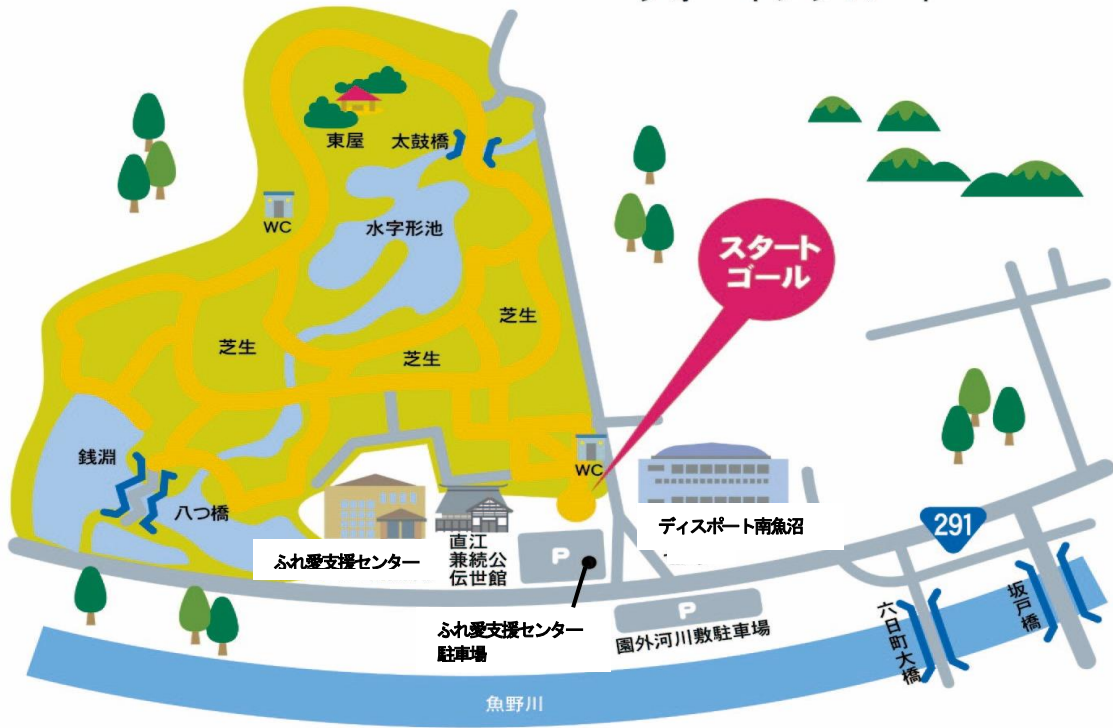 東屋
太鼓橋
WC
水字形池
スタート
ゴール
芝生
芝生
芝生
銭淵
八つ橋
WC
ディスポート南魚沼
291
ふれ愛支援センター
直江
兼続公
伝世館
P
ふれ愛支援センター
駐車場
P
園外河川敷駐車場
六日町大橋
坂戸橋
魚野川